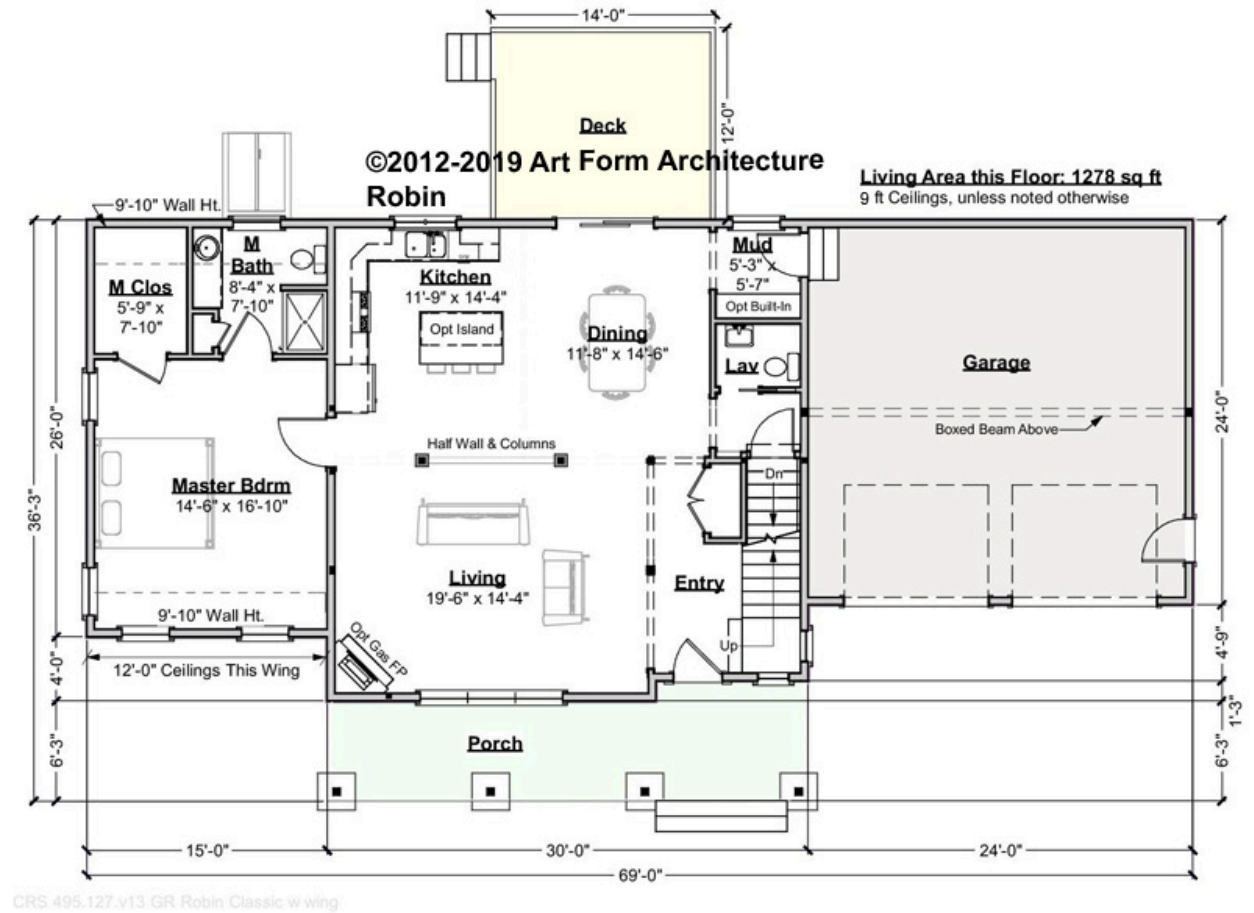 14'-0"
Deck
12'-0"
©2012-2019 Art Form Architecture
Robin
Living Area this Floor: 1278 sq ft
9 ft Ceilings, unless noted otherwise
9'-10" Wall Ht.
M Clos
5'-9" x
7'-10"
M
Bath
8'-4" x
7'-10"
Kitchen
11'-9" x 14'-4"
Opt Island
Dining
11'-8" x 14'-6"
Mud
5'-3" x
5'-7"
Opt Built-In
Lav
Garage
Boxed Beam Above
24'-0"
26'-0"
36'-3"
Half Wall & Columns
Master Bdrm
14'-6" x 16'-10"
Dn
Living
19'-6" x 14'-4"
Entry
Up
9'-10" Wall Ht.
12'-0" Ceilings This Wing
Opt Gas FP
4'-0"
4'-9"
1'-3"
6'-3"
6'-3"
Porch
15'-0"
30'-0"
24'-0"
69'-0"
CRS 495.127.v13 GR Robin Classic w wing